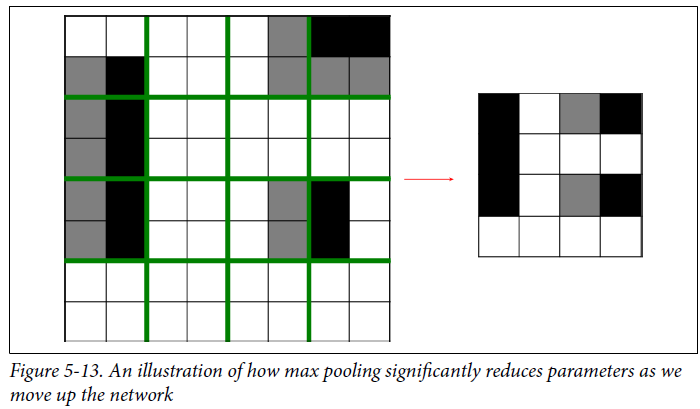 Figure 5-13. An illustration of how max pooling significantly reduces parameters as we
move up the network